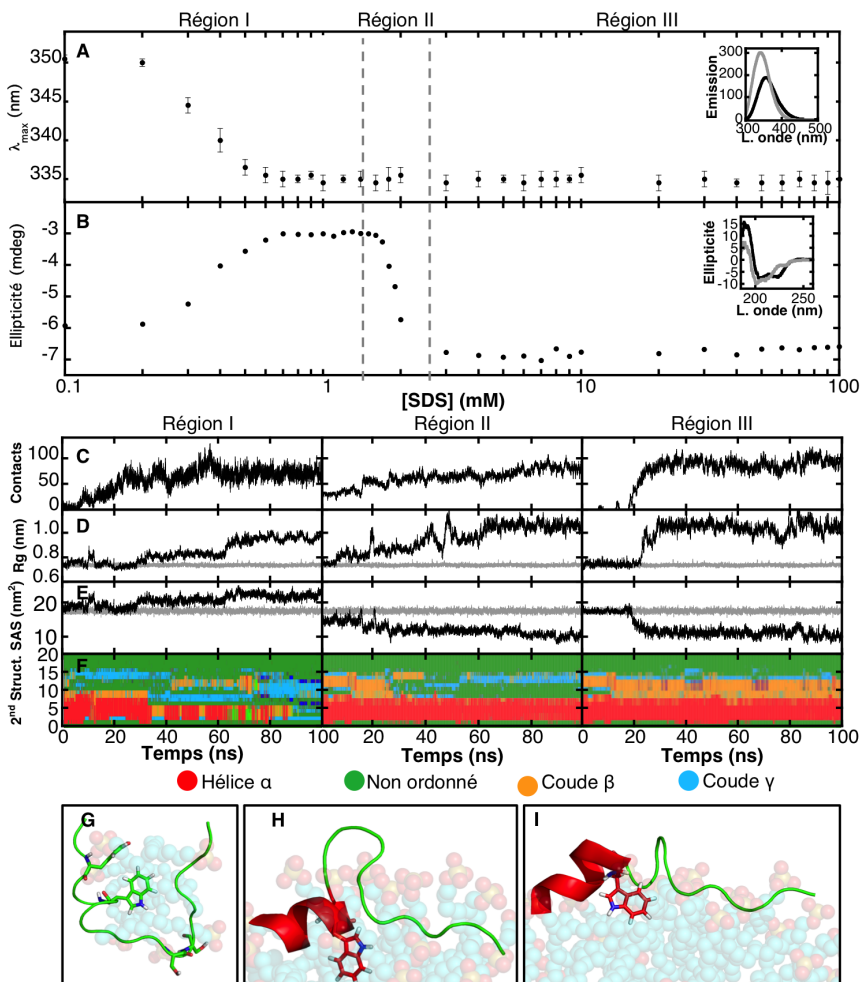 Région I Région II Région III
A
350
345
340
335
λmax (nm)
300
200
100
0
Emission
300 400 500
L. onde (nm)
B
-3
-4
-5
-6
-7
Ellipticité (mdeg)
15
10
5
0
-5
-10
Ellipticité
200 250
L. onde (nm)
0.1 1 10 100
[SDS] (mM)
Région I Région II Région III
C
100
50
0
Contacts
D
1.0
0.8
0.6
Rg (nm)
E
20
10
SAS (nm²)
F
20
15
10
5
0
2nd Struct.
0 20 40 60 80 100 20 40 60 80 100 20 40 60 80 100
Temps (ns) Temps (ns) Temps (ns)
Hélice α Non ordonné Coude β Coude γ
G H I